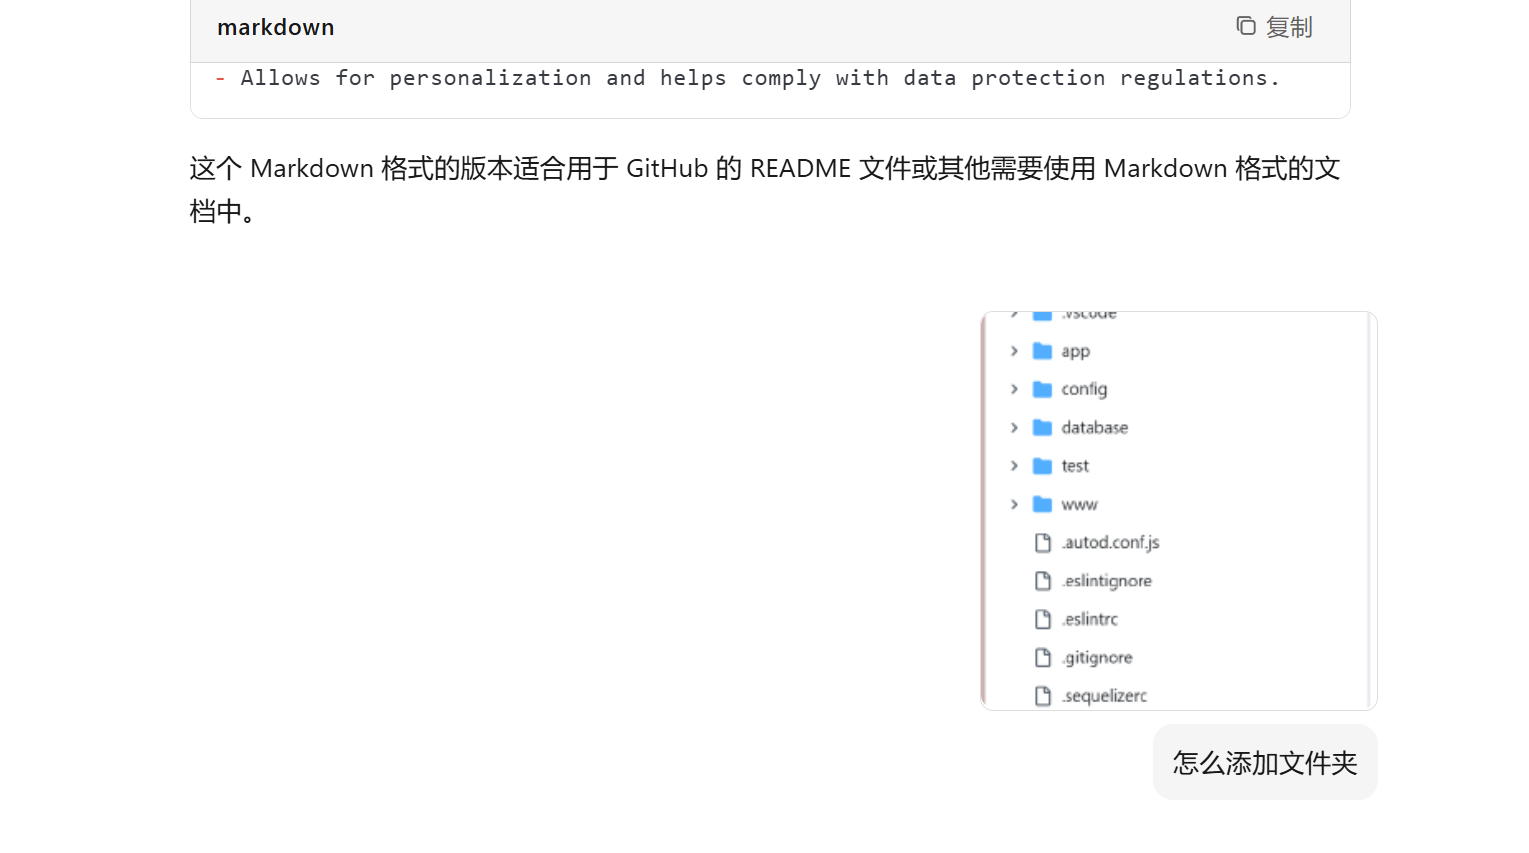 markdown
复制
- Allows for personalization and helps comply with data protection regulations.
这个 Markdown 格式的版本适合用于 GitHub 的 README 文件或其他需要使用 Markdown 格式的文
档中。
.vscode
app
config
database
test
www
.autod.conf.js
.eslintignore
.eslintrc
.gitignore
.sequelizerc
怎么添加文件夹